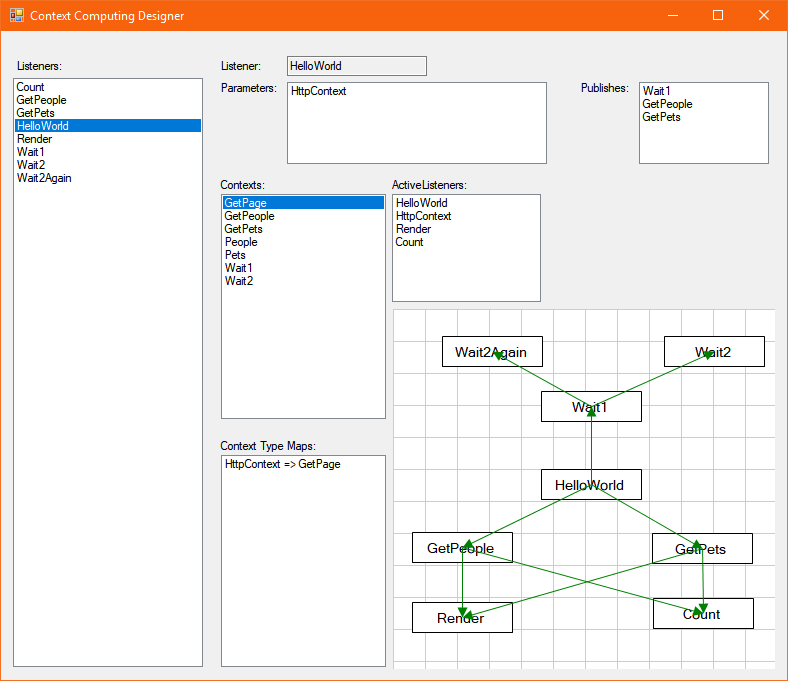 Context Computing Designer
Listeners:
Count
GetPeople
GetPets
HelloWorld
Render
Wait1
Wait2
Wait2Again
Listener:
HelloWorld
Parameters:
HttpContext
Publishes:
Wait1
GetPeople
GetPets
Contexts:
GetPage
GetPeople
GetPets
People
Pets
Wait1
Wait2
ActiveListeners:
HelloWorld
HttpContext
Render
Count
Context Type Maps:
HttpContext => GetPage
Wait2Again
Wait2
Wait1
HelloWorld
GetPeople
GetPets
Render
Count